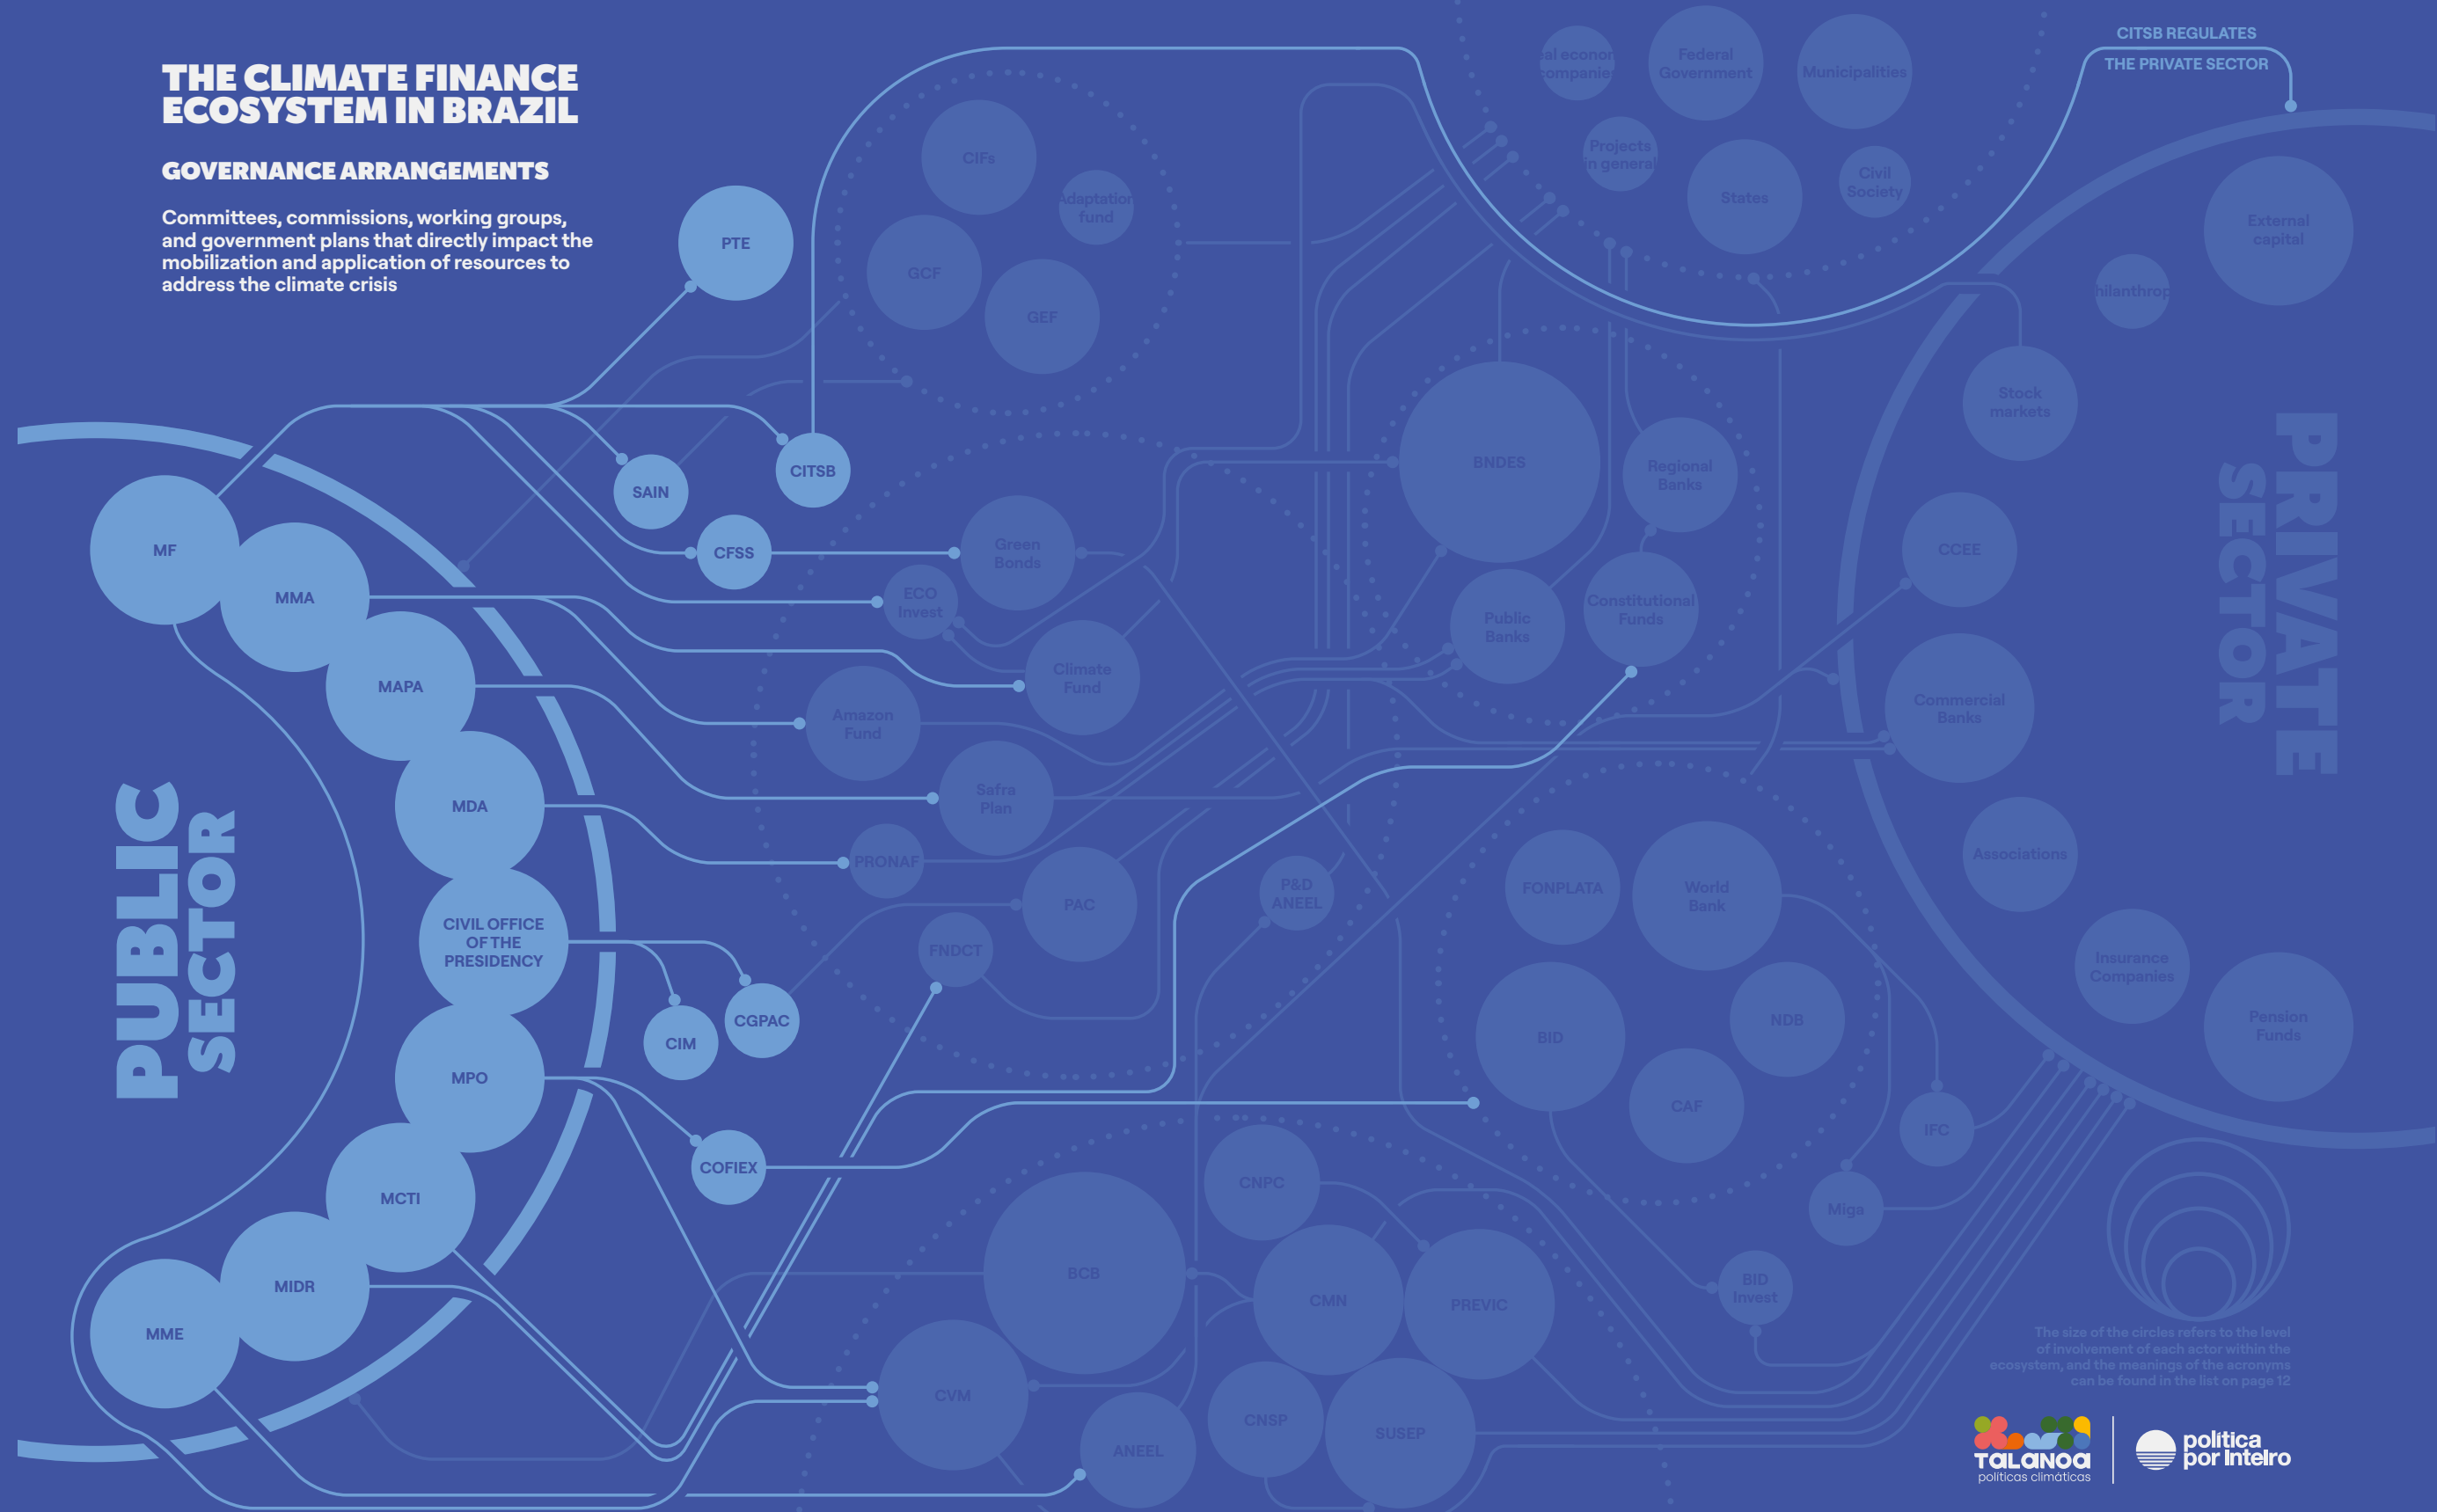 THE CLIMATE FINANCE
ECOSYSTEM IN BRAZIL
GOVERNANCE ARRANGEMENTS
Committees, commissions, working groups,
and government plans that directly impact the
mobilization and application of resources to
address the climate crisis
CITSB REGULATES
THE PRIVATE SECTOR
PUBLIC
SECTOR
PRIVATE
SECTOR
MF
MMA
MAPA
MDA
CIVIL OFFICE
OF THE
PRESIDENCY
MPO
MCTI
MIDR
MME
PTE
SAIN
CITSB
CFSS
CIM
CGPAC
COFIEX
CIFs
Adaptation
fund
GCF
GEF
Green
Bonds
ECO
Invest
Climate
Fund
Amazon
Fund
Safra
Plan
PRONAF
PAC
FNDCT
P&D
ANEEL
al econom
companies
Federal
Government
Municipalities
Projects
in general
States
Civil
Society
BNDES
Regional
Banks
Public
Banks
Constitutional
Funds
FONPLATA
World
Bank
BID
NDB
CAF
IFC
Miga
BID
Invest
BCB
CNPC
CMN
PREVIC
CVM
CNSP
SUSEP
ANEEL
External
capital
hilanthrop
Stock
markets
CCEE
Commercial
Banks
Associations
Insurance
Companies
Pension
Funds
The size of the circles refers to the level
of involvement of each actor within the
ecosystem, and the meanings of the acronyms
can be found in the list on page 12
TALANOA
políticas climáticas
política
por inteiro